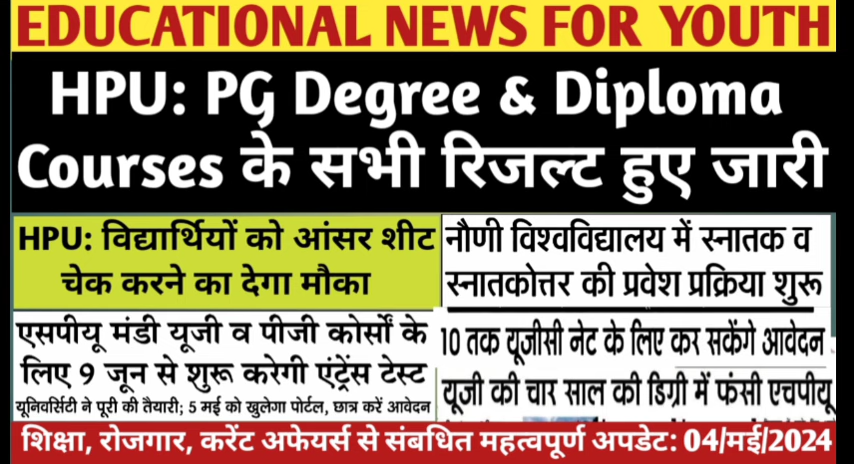 EDUCATIONAL NEWS FOR YOUTH
HPU: PG Degree & Diploma
Courses के सभी रिजल्ट हुए जारी
HPU: विद्यार्थियों को आंसर शीट
चेक करने का देगा मौका
नौणी विश्वविद्यालय में स्नातक व
स्नातकोत्तर की प्रवेश प्रक्रिया शुरू
एसपीयू मंडी यूजी व पीजी कोर्सों के
लिए 9 जून से शुरू करेगी एंट्रेंस टेस्ट
यूनिवर्सिटी ने पूरी की तैयारी; 5 मई को खुलेगा पोर्टल, छात्र करें आवेदन
10 तक यूजीसी नेट के लिए कर सकेंगे आवेदन
यूजी की चार साल की डिग्री में फंसी एचपीयू
शिक्षा, रोजगार, करेंट अफेयर्स से संबधित महत्वपूर्ण अपडेट: 04/मई/2024